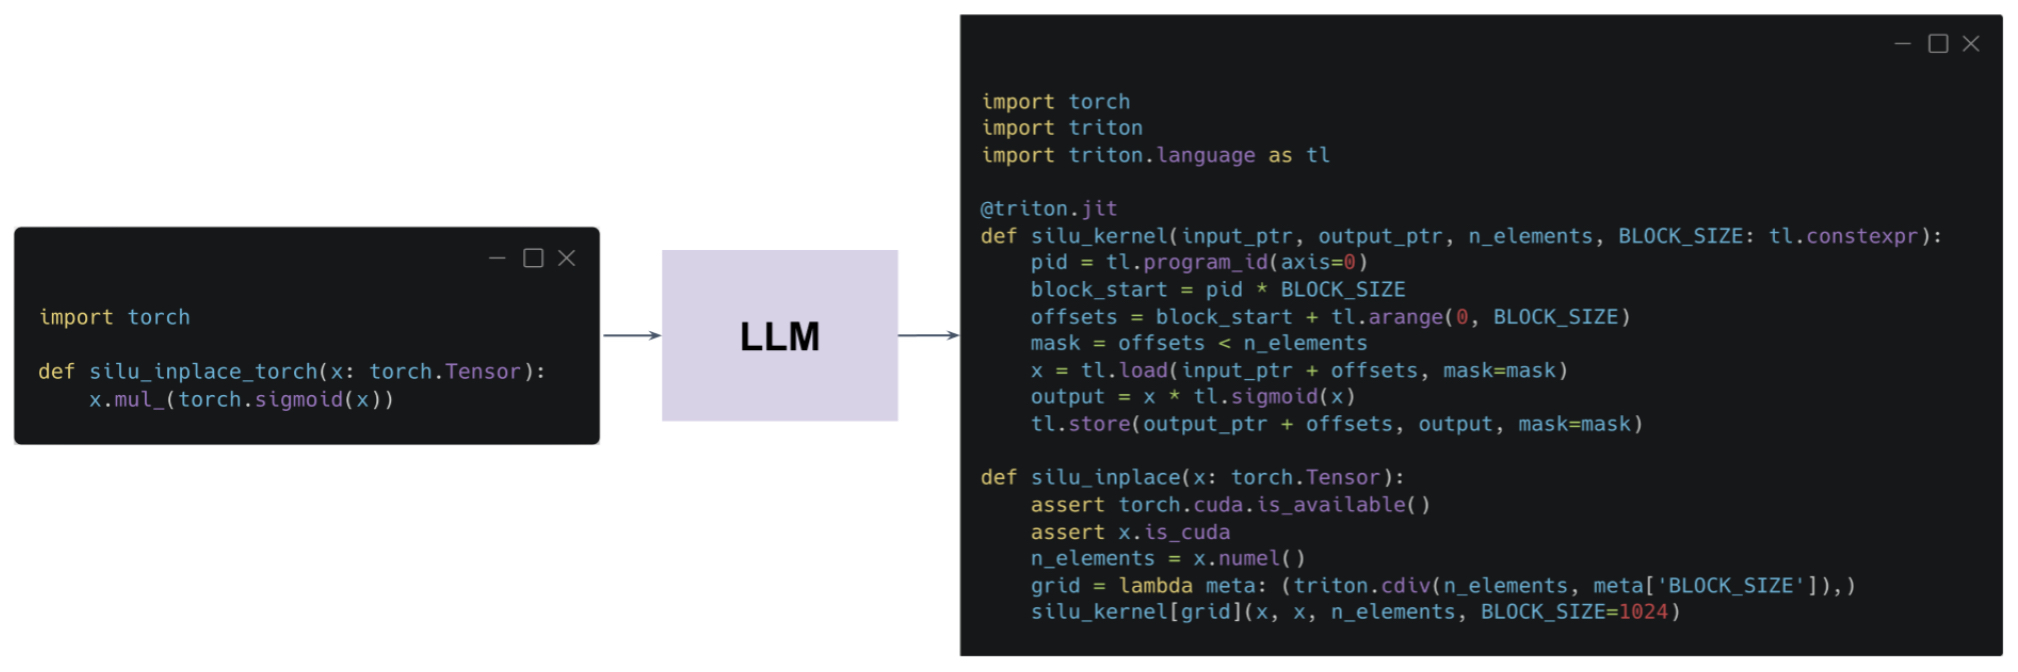 import torch
def silu_inplace_torch(x: torch.Tensor):
    x.mul_(torch.sigmoid(x))
LLM
import torch
import triton
import triton.language as tl
@triton.jit
def silu_kernel(input_ptr, output_ptr, n_elements, BLOCK_SIZE: tl.constexpr):
    pid = tl.program_id(axis=0)
    block_start = pid * BLOCK_SIZE
    offsets = block_start + tl.arange(0, BLOCK_SIZE)
    mask = offsets < n_elements
    x = tl.load(input_ptr + offsets, mask=mask)
    output = x * tl.sigmoid(x)
    tl.store(output_ptr + offsets, output, mask=mask)
def silu_inplace(x: torch.Tensor):
    assert torch.cuda.is_available()
    assert x.is_cuda
    n_elements = x.numel()
    grid = lambda meta: (triton.cdiv(n_elements, meta['BLOCK_SIZE']),)
    silu_kernel[grid](x, x, n_elements, BLOCK_SIZE=1024)